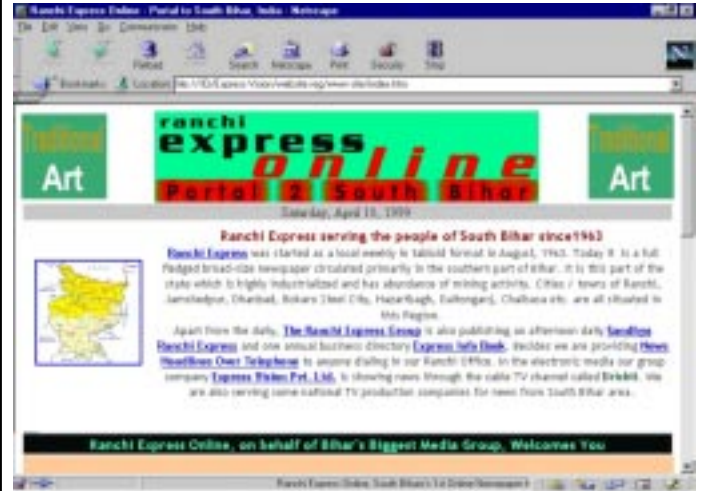 Ranchi Express Online - Portal to South Bihar, India - Netscape
File Edit View Go Communicator Help
Reload Search Netscape Print Security Stop
Bookmarks Location:
Traditional Art
ranchi
express
online
Portal 2 South Bihar
Traditional Art
Saturday, April 10, 1999
Ranchi Express serving the people of South Bihar since1963
Ranchi Express was started as a local weekly in tabloid format in August, 1963. Today it is a full
fledged broad-size newspaper circulated primarily in the southern part of Bihar. It is this part of the
state which is highly industrialized and has abundance of mining activity. Cities / towns of Ranchi,
Jamshedpur, Dhanbad, Bokaro Steel City, Hazaribagh, Daltonganj, Chaibasa etc. are all situated in
this Region.
Apart from the daily, The Ranchi Express Group is also publishing an afternoon daily Sandhya
Ranchi Express and one annual business directory Express Info Book. Besides we are providing News
Headlines Over Telephone to anyone dialing in our Ranchi Office. In the electronic media our group
company Express Vision Pvt. Ltd. is showing news through the cable TV channel called Drishti. We
are also serving some national TV production companies for news from South Bihar area.
Ranchi Express Online, on behalf of Bihar's Biggest Media Group, Welcomes You
Ranchi Express Online, South Bihar's 1st Online Newspaper